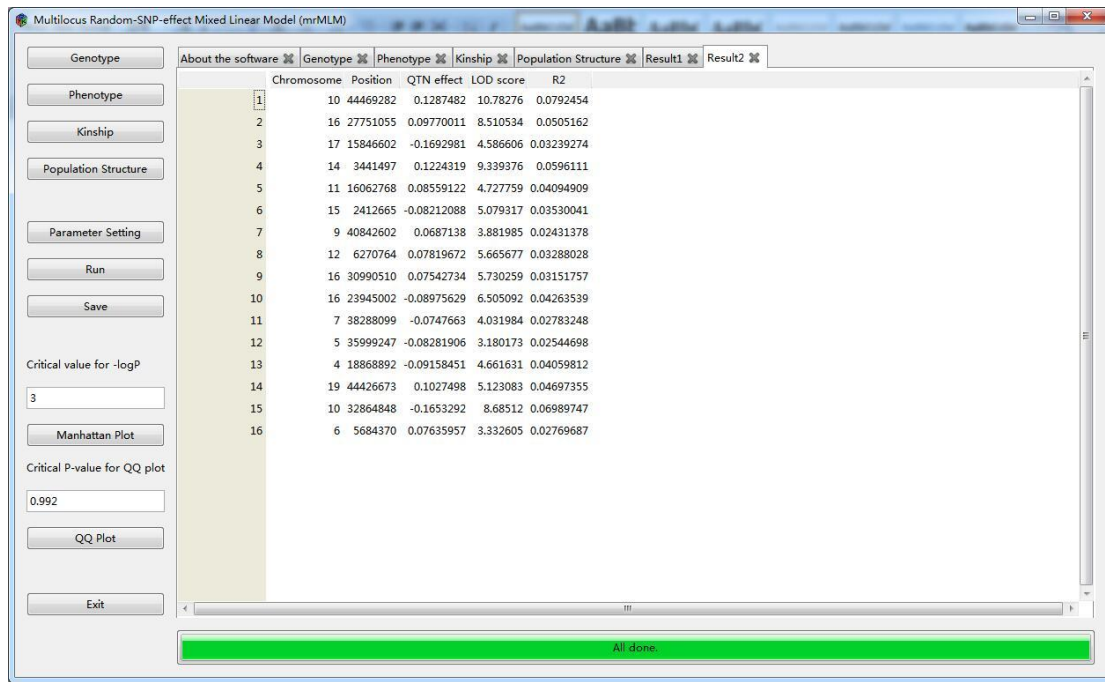 Multilocus Random-SNP-effect Mixed Linear Model (mrMLM)
Genotype
Phenotype
Kinship
Population Structure
Parameter Setting
Run
Save
Critical value for -logP
3
Manhattan Plot
Critical P-value for QQ plot
0.992
QQ Plot
Exit
About the software Genotype Phenotype Kinship Population Structure Result1 Result2
Chromosome Position QTN effect LOD score R2
1 10 44469282 0.1287482 10.78276 0.0792454
2 16 27751055 0.09770011 8.510534 0.0505162
3 17 15846602 -0.1692981 4.586606 0.03239274
4 14 3441497 0.1224319 9.339376 0.0596111
5 11 16062768 0.08559122 4.727759 0.04094909
6 15 2412665 -0.08212088 5.079317 0.03530041
7 9 40842602 0.0687138 3.881985 0.02431378
8 12 6270764 0.07819672 5.665677 0.03288028
9 16 30990510 0.07542734 5.730259 0.03151757
10 16 23945002 -0.08975629 6.505092 0.04263539
11 7 38288099 -0.0747663 4.031984 0.02783248
12 5 35999247 -0.08281906 3.180173 0.02544698
13 4 18868892 -0.09158451 4.661631 0.04059812
14 19 44426673 0.1027498 5.123083 0.04697355
15 10 32864848 -0.1653292 8.68512 0.06989747
16 6 5684370 0.07635957 3.332605 0.02769687
All done.